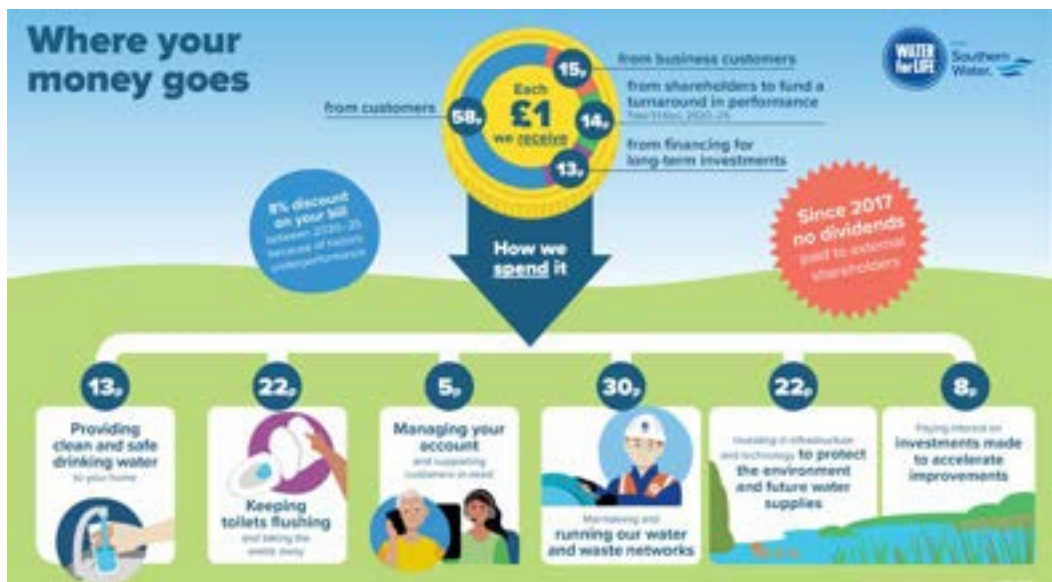 Where your
money goes
WATER
for LIFE
from
Southern
Water.
from customers
58p
Each
£1
we receive
15p
from business customers
14p
from shareholders to fund a
turnaround in performance
2020–25
13p
from financing for
long-term investments
8% discount
on your bill
between 2020–25
because of historic
underperformance
How we
spend it
Since 2017
no dividends
paid to external
shareholders
13p
Providing
clean and safe
drinking water
to your home
22p
Keeping
toilets flushing
and taking the
waste away
5p
Managing your
account
and supporting
customers in need
30p
Maintaining and
running our water
and waste networks
22p
Investing in infrastructure
and technology to protect
the environment
and future water
supplies
8p
Paying interest on
investments made
to accelerate
improvements